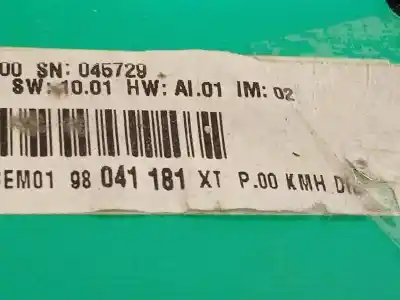 00 SN: 045729
SW: 10.01 HW: AI.01 IM: 02
EM01 98 041 181 XT P.00 KMH